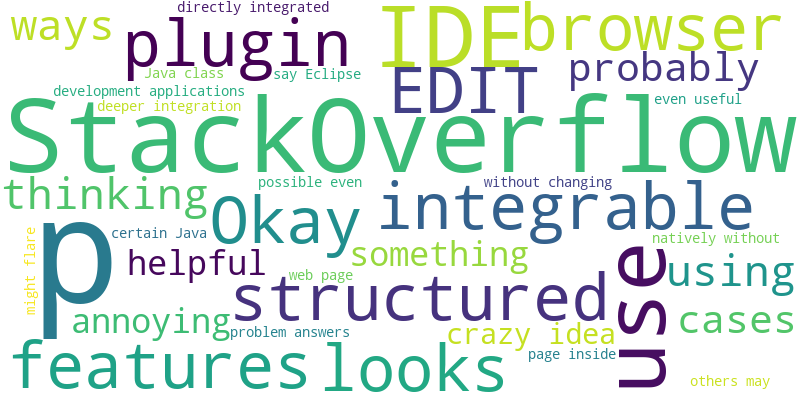 directly integrated
ways
plugin
IDE
browser
Java class
say Eclipse
EDIT
probably
development applications
deeper integration
even useful
StackOverflow
thinking
possible even
without changing
p
Okay
integrable
certain Java
natively without
might flare
helpful
something
use
using
web page
structured
annoying
problem answers
crazy idea
cases
features
looks
page inside
others may